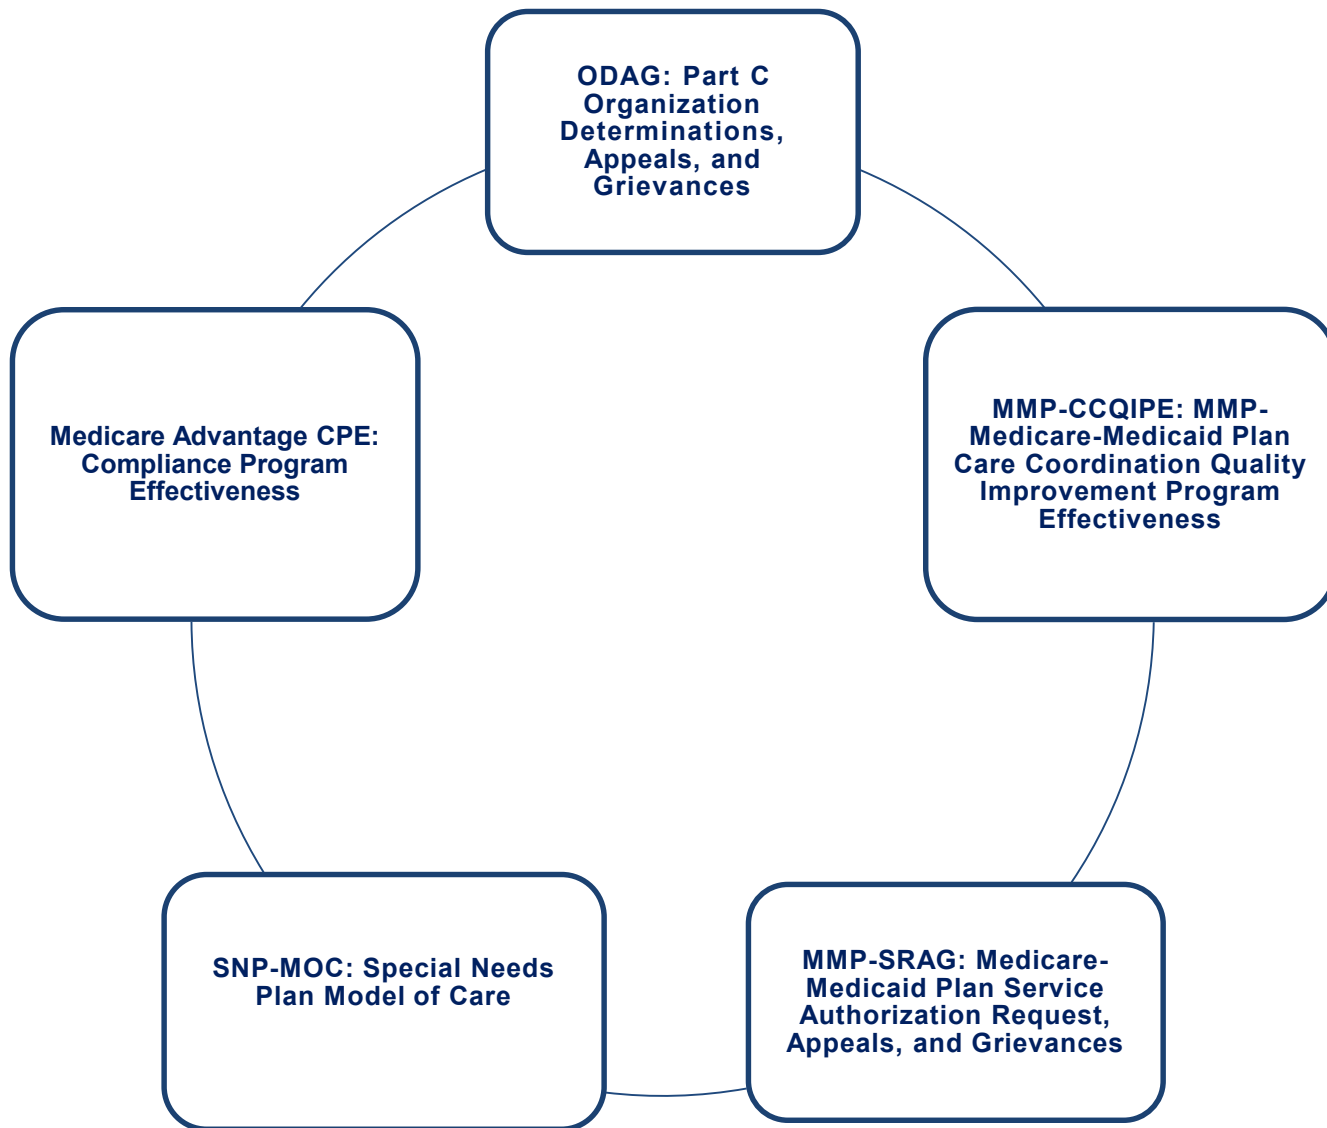 ODAG: Part C
Organization
Determinations,
Appeals, and
Grievances
MMP-CCQIPE: MMP-
Medicare-Medicaid Plan
Care Coordination Quality
Improvement Program
Effectiveness
MMP-SRAG: Medicare-
Medicaid Plan Service
Authorization Request,
Appeals, and Grievances
SNP-MOC: Special Needs
Plan Model of Care
Medicare Advantage CPE:
Compliance Program
Effectiveness